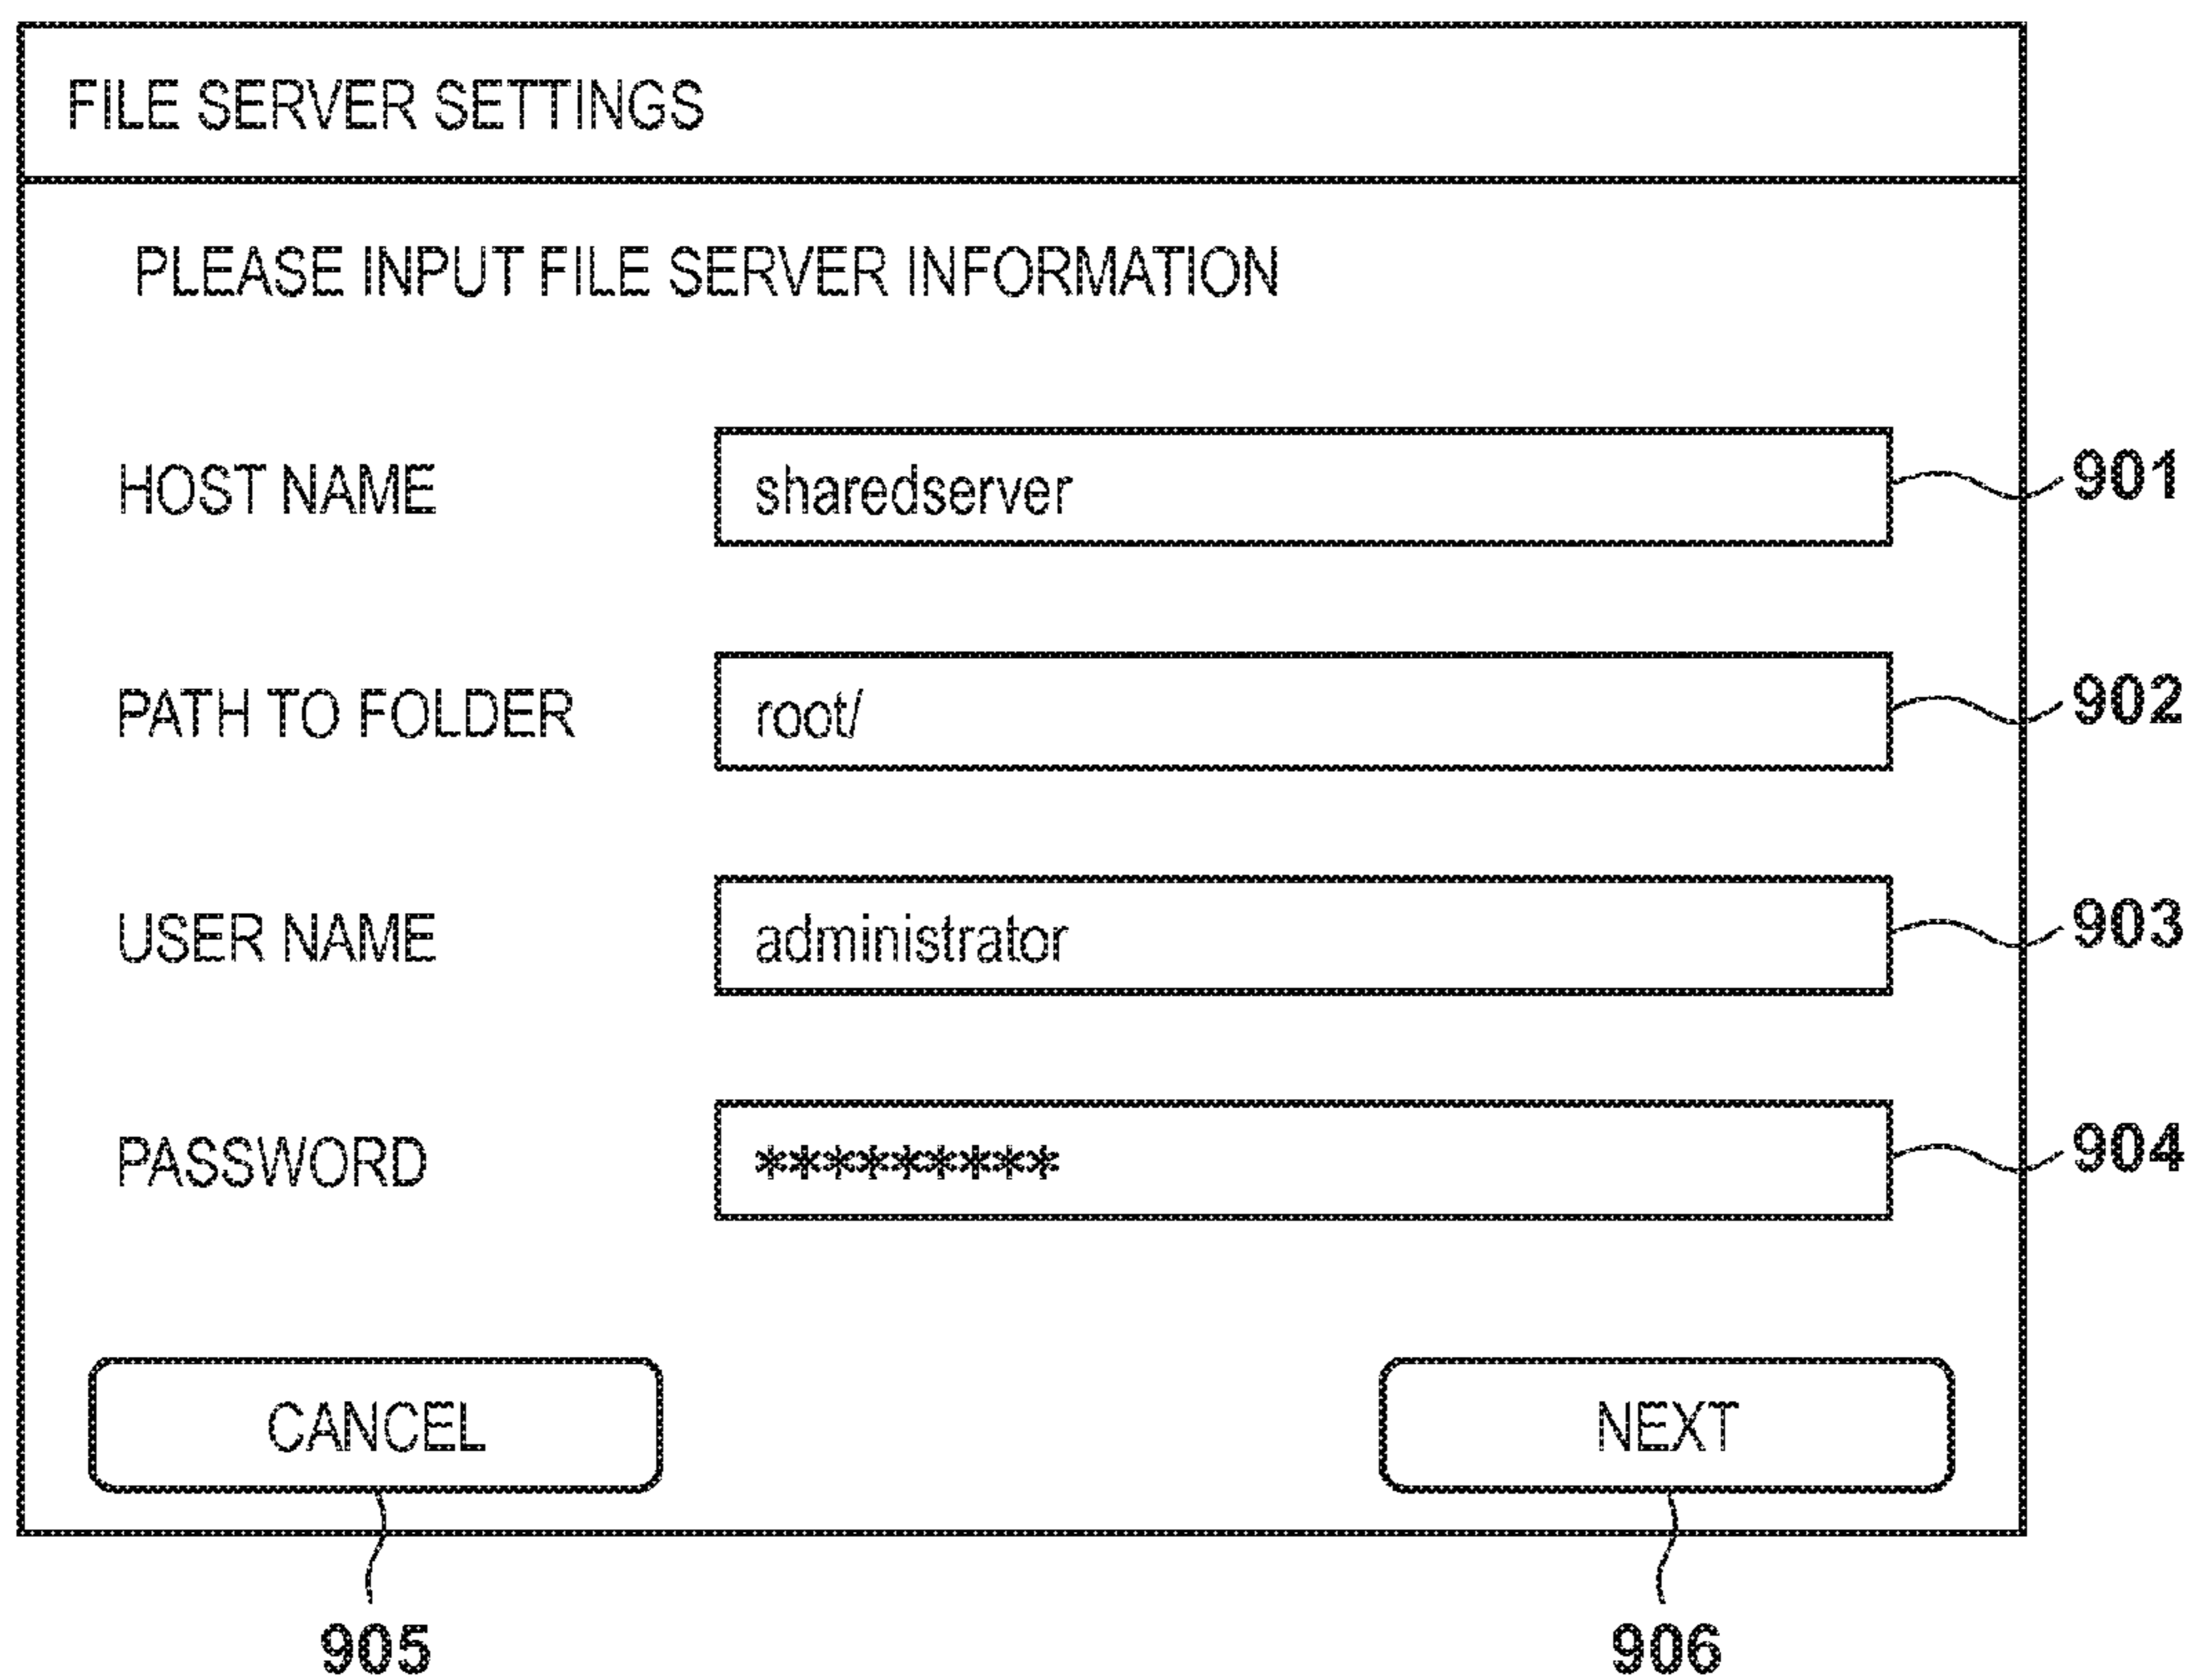 FILE SERVER SETTINGS
PLEASE INPUT FILE SERVER INFORMATION
HOST NAME sharedserver 901
PATH TO FOLDER root/ 902
USER NAME administrator 903
PASSWORD ********* 904
CANCEL NEXT
905 906